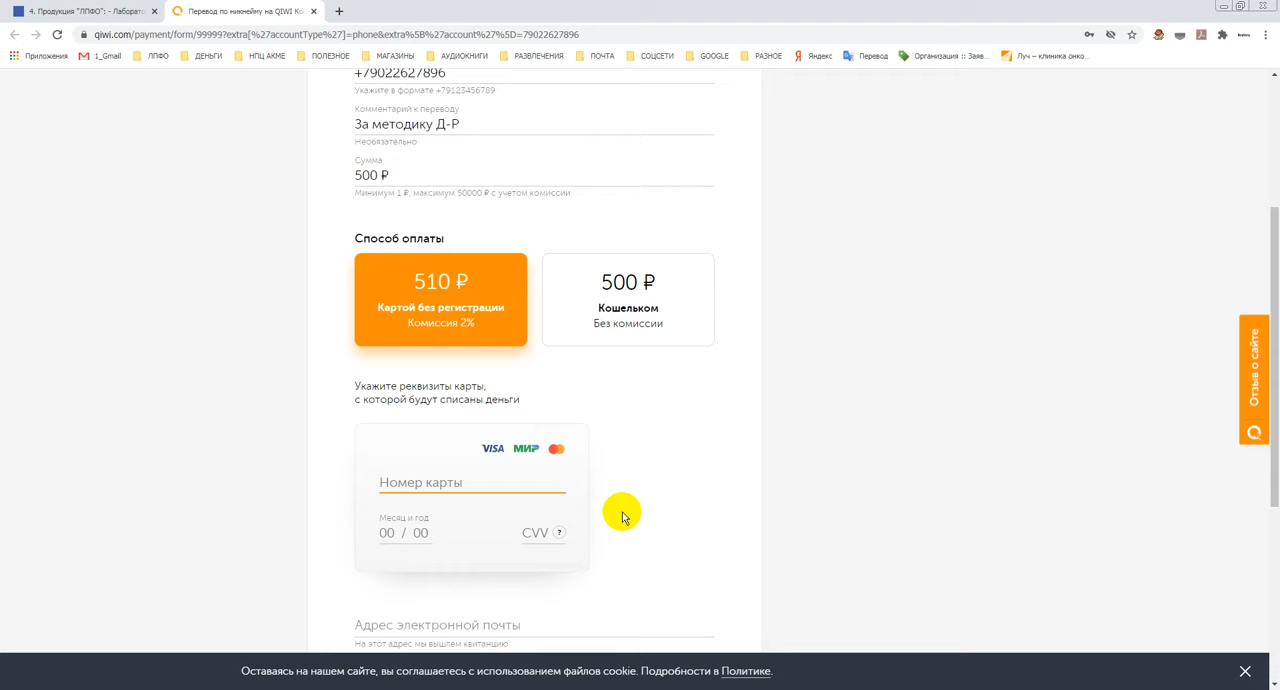 4. Продукция "ЛПФО": - Лаборато
Перевод по никнейму на QIWI Ко
qiwi.com/payment/form/99999?extra[%27accountType%27]=phone&extra%5B%27account%27%5D=79022627896
Приложения 1_Gmail ЛПФО ДЕНЬГИ НПЦ АКМЕ ПОЛЕЗНОЕ МАГАЗИНЫ АУДИОКНИГИ РАЗВЛЕЧЕНИЯ ПОЧТА СОЦСЕТИ GOOGLE РАЗНОЕ Яндекс Перевод Организация :: Зая... Луч – клиника онко...
+79022627896
Укажите в формате +79123456789
Комментарий к переводу
За методику Д-Р
Необязательно
Сумма
500 ₽
Минимум 1 ₽, максимум 50000 ₽ с учетом комиссии
Способ оплаты
510 ₽
Картой без регистрации
Комиссия 2%
500 ₽
Кошельком
Без комиссии
Укажите реквизиты карты,
с которой будут списаны деньги
VISA МИР
Номер карты
Месяц и год
00 / 00
CVV ?
Адрес электронной почты
На этот адрес мы вышлем квитанцию
Отзыв о сайте
Оставаясь на нашем сайте, вы соглашаетесь с использованием файлов cookie. Подробности в Политике.